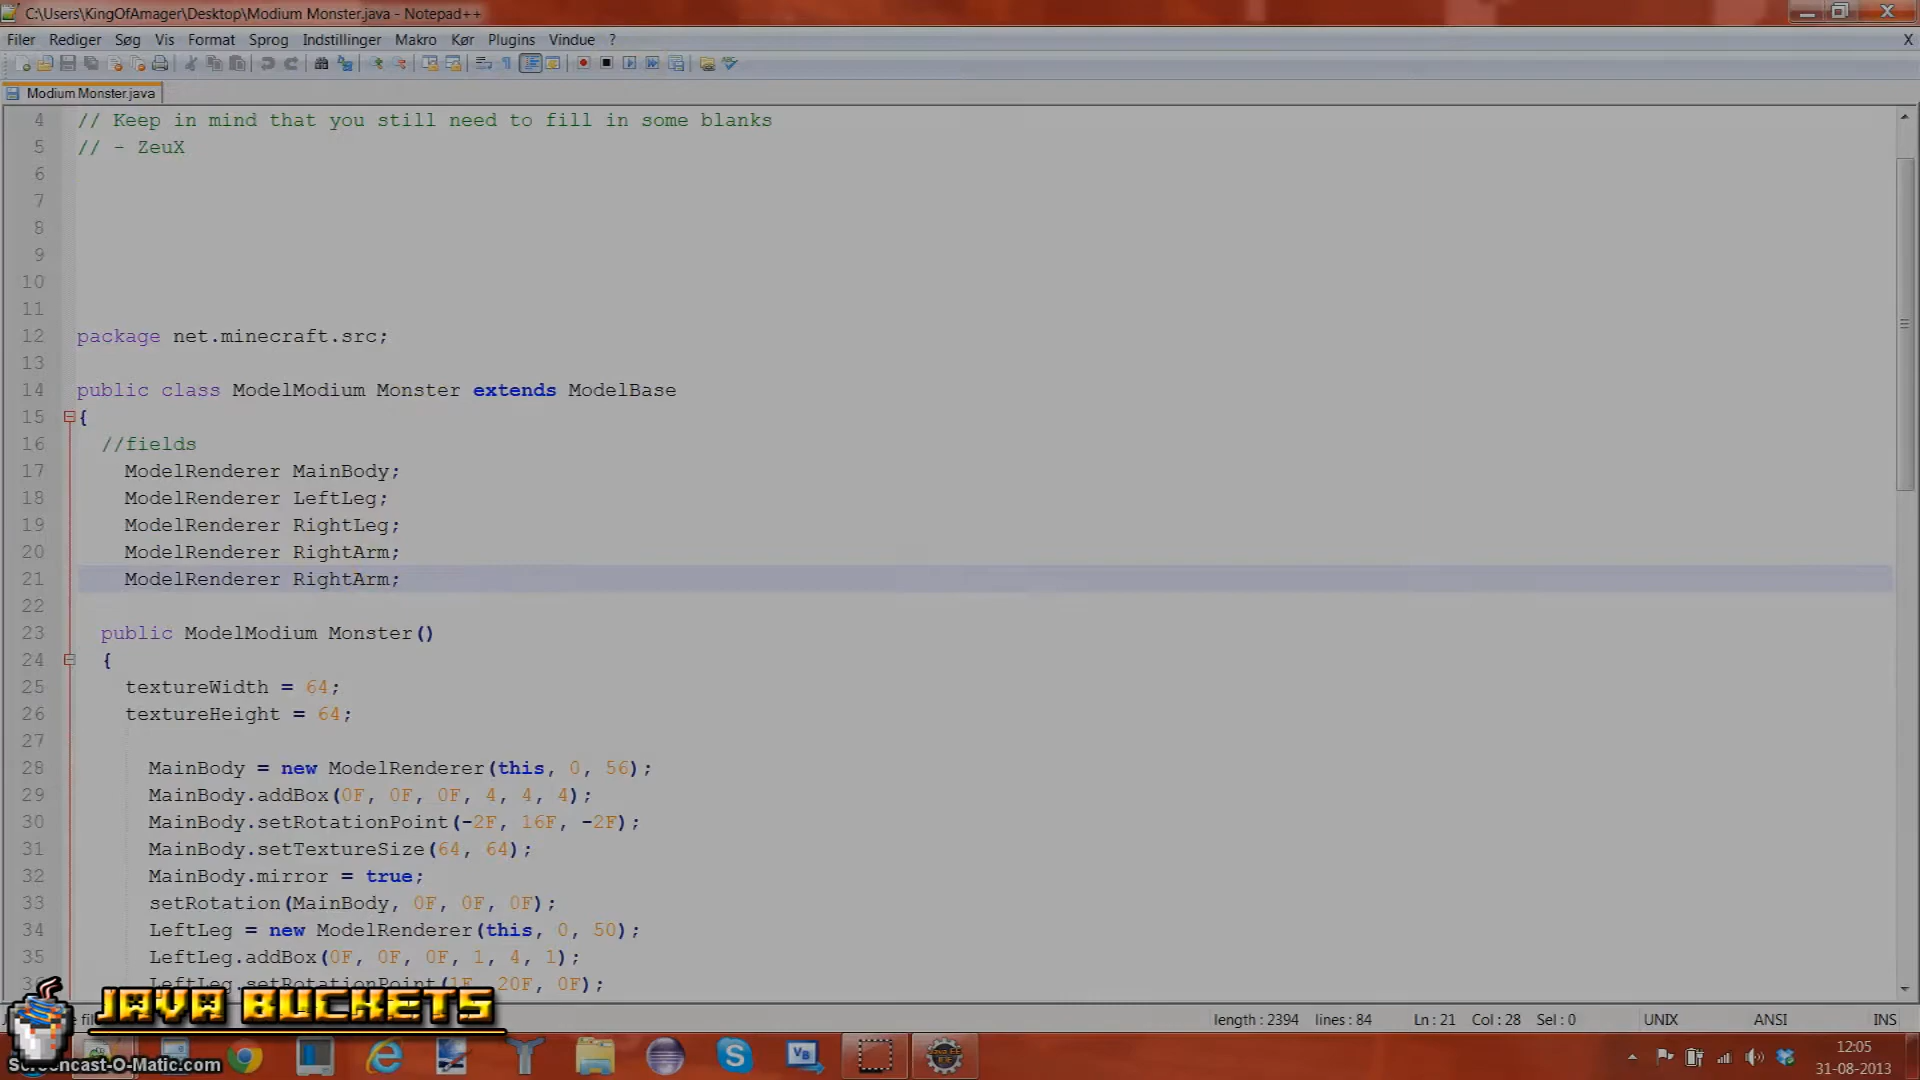 C:\Users\KingOfAmager\Desktop\Modium Monster.java - Notepad++
Filer Rediger Søg Vis Format Sprog Indstillinger Makro Kør Plugins Vindue ? X
Modium Monster.java
4 // Keep in mind that you still need to fill in some blanks
5 // - ZeuX
6
7
8
9
10
11
12 package net.minecraft.src;
13
14 public class ModelModium Monster extends ModelBase
15 {
16 //fields
17 ModelRenderer MainBody;
18 ModelRenderer LeftLeg;
19 ModelRenderer RightLeg;
20 ModelRenderer RightArm;
21 ModelRenderer RightArm;
22
23 public ModelModium Monster()
24 {
25 textureWidth = 64;
26 textureHeight = 64;
27
28 MainBody = new ModelRenderer(this, 0, 56);
29 MainBody.addBox(0F, 0F, 0F, 4, 4, 4);
30 MainBody.setRotationPoint(-2F, 16F, -2F);
31 MainBody.setTextureSize(64, 64);
32 MainBody.mirror = true;
33 setRotation(MainBody, 0F, 0F, 0F);
34 LeftLeg = new ModelRenderer(this, 0, 50);
35 LeftLeg.addBox(0F, 0F, 0F, 1, 4, 1);
36 LeftLeg.setRotationPoint(1F, 20F, 0F);
JAVA BUCKETS
length : 2394 lines : 84 Ln : 21 Col : 28 Sel : 0 UNIX ANSI INS
Screencast-O-Matic.com
12:05
31-08-2013